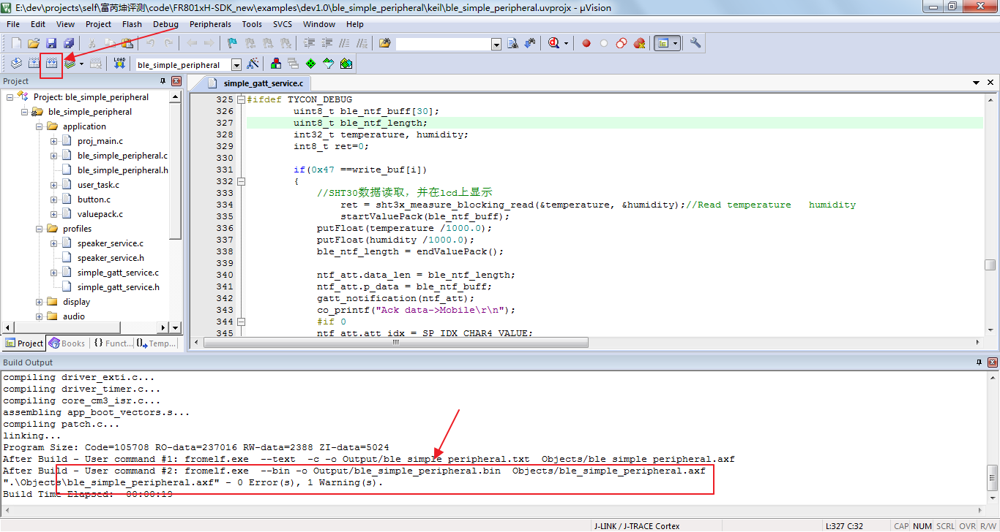 E:\dev\projects\self\富芮坤评测\code\FR801xH-SDK_new\examples\dev1.0\ble_simple_peripheral\keil\ble_simple_peripheral.uvprojx - µVision
File Edit View Project Flash Debug Peripherals Tools SVCS Window Help
LOAD ble_simple_peripheral
Project
Project: ble_simple_peripheral
ble_simple_peripheral
application
proj_main.c
ble_simple_peripheral.c
ble_simple_peripheral.h
user_task.c
button.c
valuepack.c
profiles
speaker_service.c
speaker_service.h
simple_gatt_service.c
simple_gatt_service.h
display
audio
Project Books {} Funct... Temp...
simple_gatt_service.c
325 #ifdef TYCON_DEBUG
326 uint8_t ble_ntf_buff[30];
327 uint8_t ble_ntf_length;
328 int32_t temperature, humidity;
329 int8_t ret=0;
330
331 if(0x47 ==write_buf[i])
332 {
333 //SHT30数据读取，并在lcd上显示
334 ret = sht3x_measure_blocking_read(&temperature, &humidity);//Read temperature humidity
335 startValuePack(ble_ntf_buff);
336 putFloat(temperature /1000.0);
337 putFloat(humidity /1000.0);
338 ble_ntf_length = endValuePack();
339
340 ntf_att.data_len = ble_ntf_length;
341 ntf_att.p_data = ble_ntf_buff;
342 gatt_notification(ntf_att);
343 co_printf("Ack data->Mobile\r\n");
344 #if 0
345 ntf_att.att_idx = SP_IDX_CHAR4_VALUE;
Build Output
compiling driver_exti.c...
compiling driver_timer.c...
compiling core_cm3_isr.c...
assembling app_boot_vectors.s...
compiling patch.c...
linking...
Program Size: Code=105708 RO-data=237016 RW-data=2388 ZI-data=5024
After Build - User command #1: fromelf.exe --text -c -o Output/ble_simple_peripheral.txt Objects/ble_simple_peripheral.axf
After Build - User command #2: fromelf.exe --bin -o Output/ble_simple_peripheral.bin Objects/ble_simple_peripheral.axf
".\Objects\ble_simple_peripheral.axf" - 0 Error(s), 1 Warning(s).
Build Time Elapsed: 00:00:19
J-LINK / J-TRACE Cortex L:327 C:32 CAP NUM SCRL OVR R/W